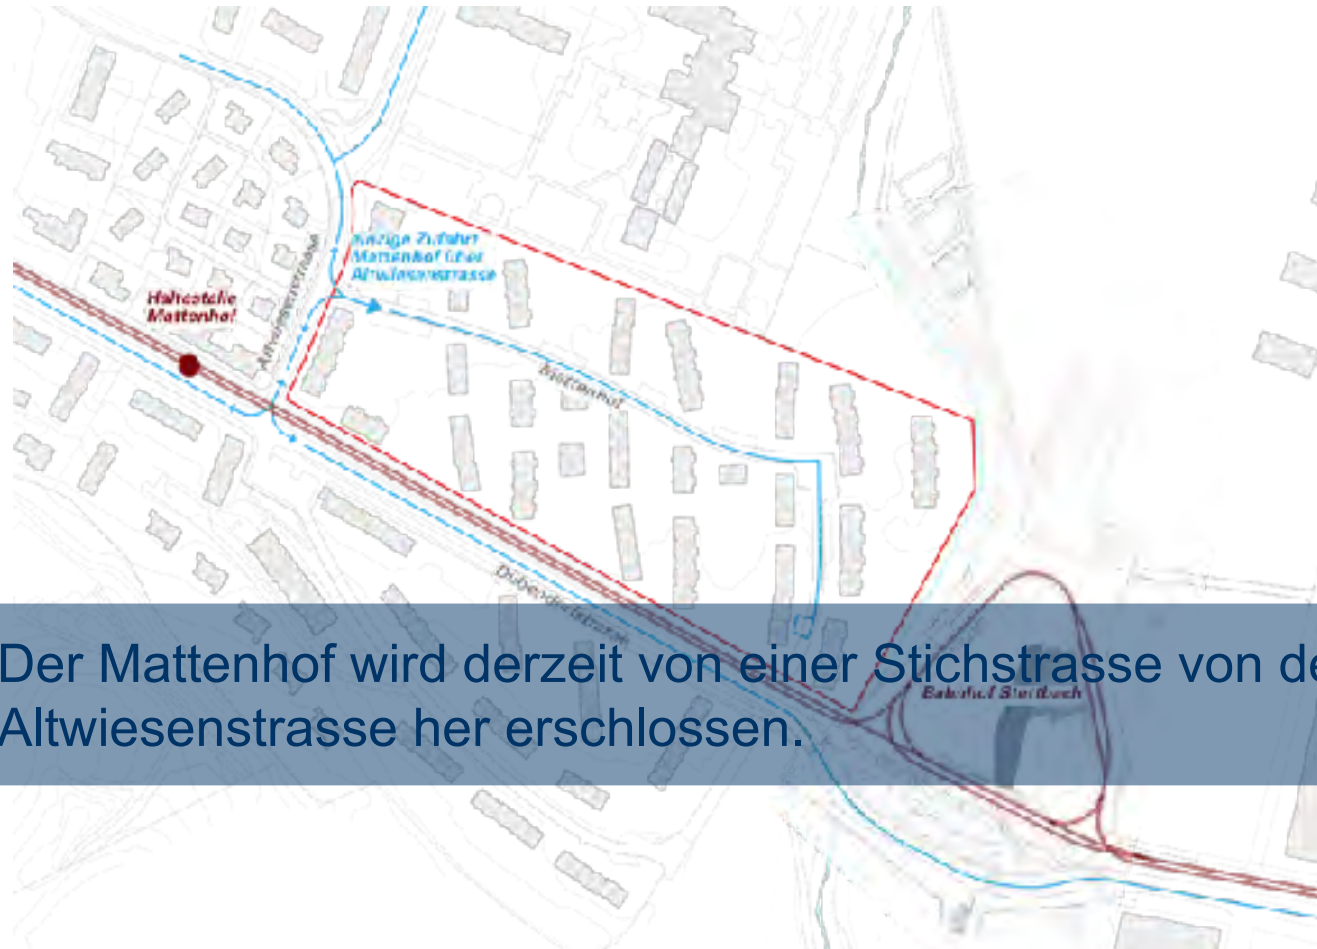 einzige Zufahrt
Mattenhof über
Altwiesenstrasse
Altwiesenstrasse
Haltestelle
Mattenhof
Mattenhof
Dübendorfstrasse
Der Mattenhof wird derzeit von einer Stichstrasse von de
Bahnhof Stettbach
Altwiesenstrasse her erschlossen.